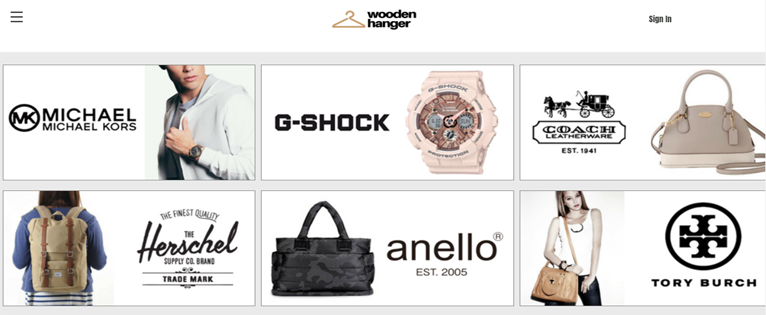 wooden
hanger
Sign In
MK MICHAEL
MICHAEL KORS
G-SHOCK
G-SHOCK
PROTECTION
COACH
LEATHERWARE
EST. 1941
THE FINEST QUALITY
Herschel
SUPPLY CO. BRAND
TRADE MARK
anello®
EST. 2005
TORY BURCH